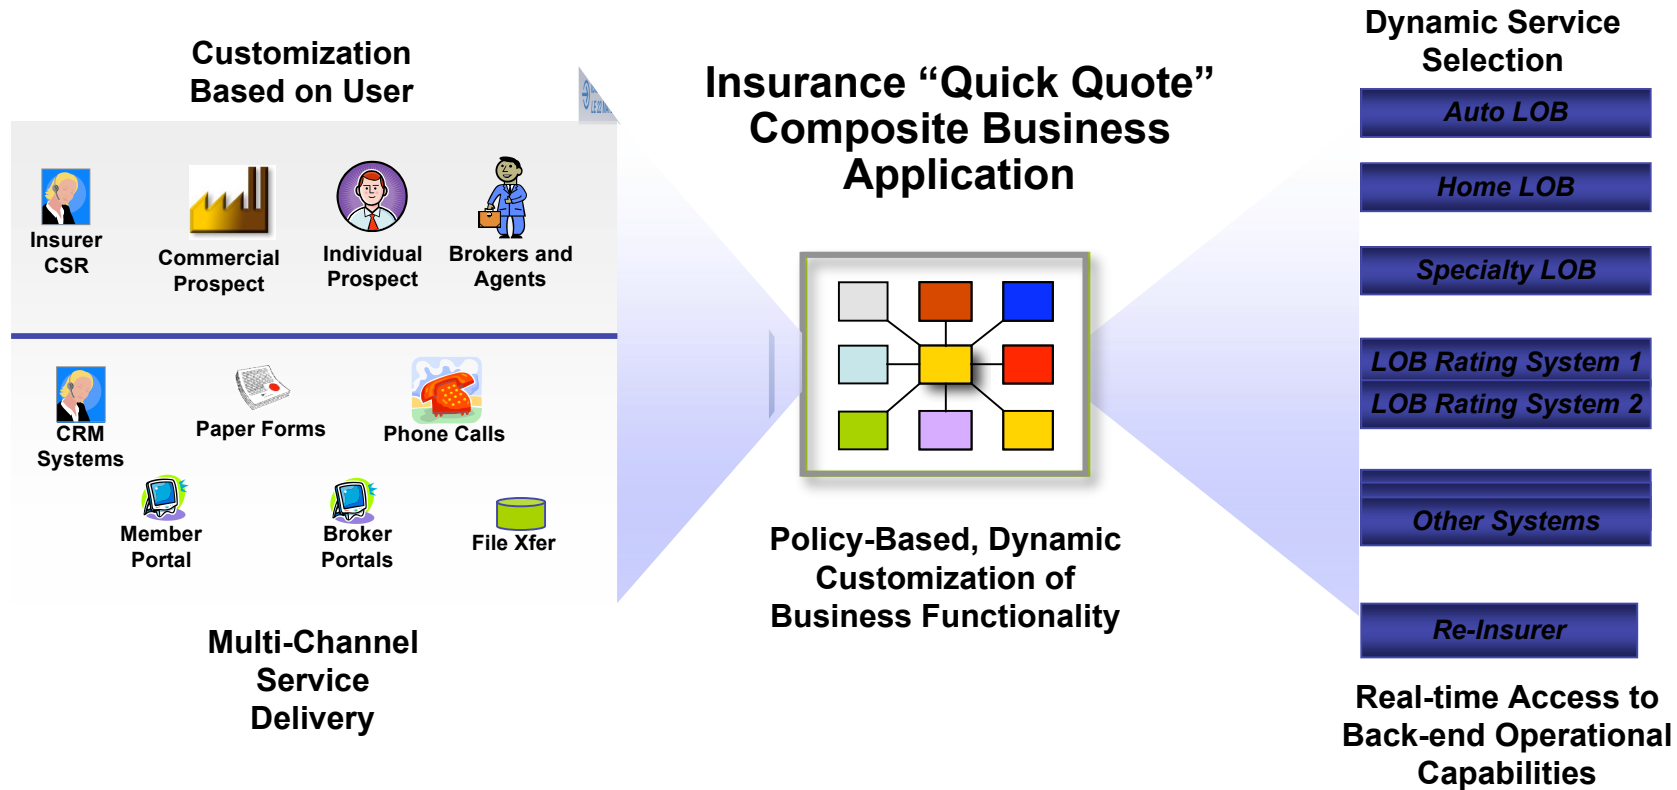 Customization
Based on User
Insurer
CSR
Commercial
Prospect
Individual
Prospect
Brokers and
Agents
CRM
Systems
Paper Forms
Phone Calls
Member
Portal
Broker
Portals
File Xfer
Multi-Channel
Service
Delivery
Insurance “Quick Quote”
Composite Business
Application
Policy-Based, Dynamic
Customization of
Business Functionality
Dynamic Service
Selection
Auto LOB
Home LOB
Specialty LOB
LOB Rating System 1
LOB Rating System 2
Other Systems
Re-Insurer
Real-time Access to
Back-end Operational
Capabilities